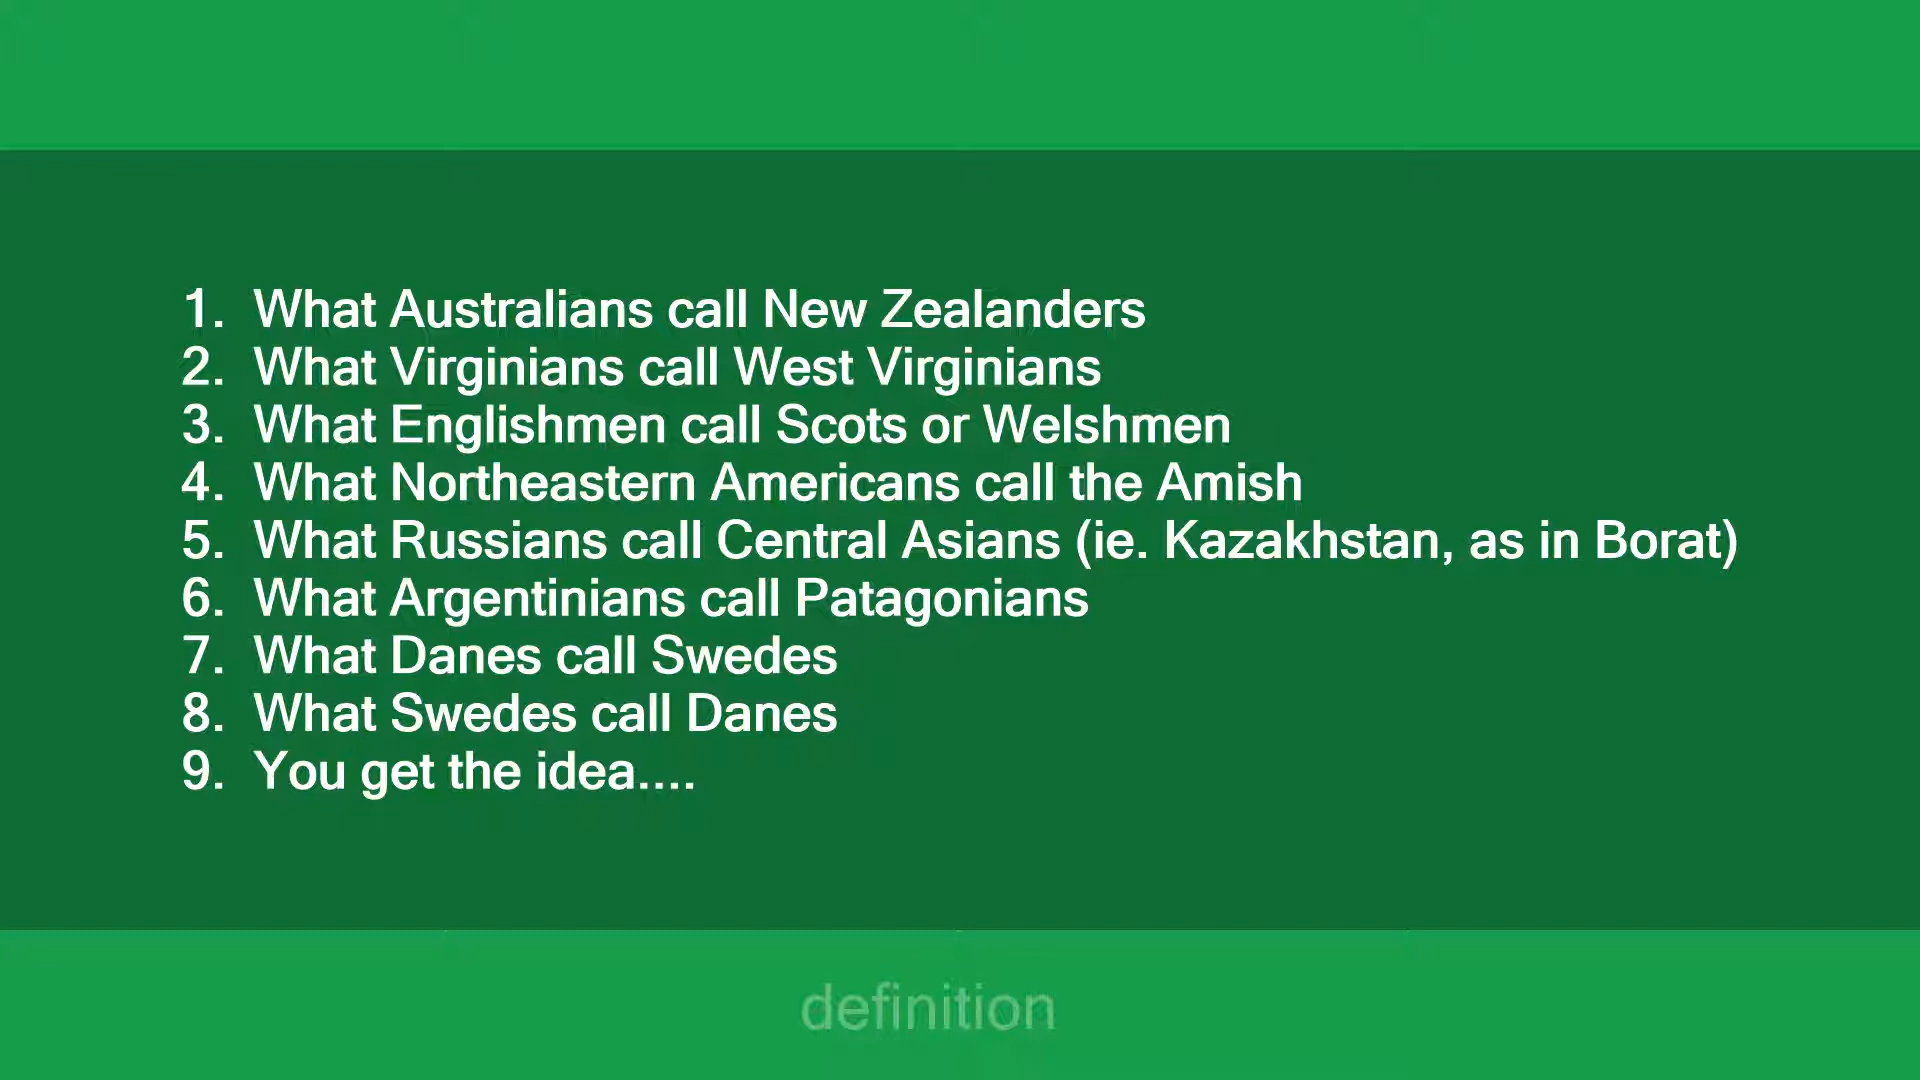 1. What Australians call New Zealanders
2. What Virginians call West Virginians
3. What Englishmen call Scots or Welshmen
4. What Northeastern Americans call the Amish
5. What Russians call Central Asians (ie. Kazakhstan, as in Borat)
6. What Argentinians call Patagonians
7. What Danes call Swedes
8. What Swedes call Danes
9. You get the idea....
definition